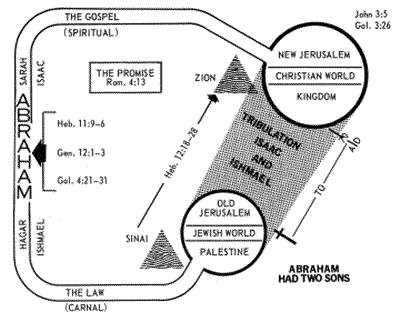 THE GOSPEL
(SPIRITUAL)
John 3:5
Gal. 3:26
SARAH
ISAAC
THE PROMISE
Rom. 4:13
ZION
NEW JERUSALEM
CHRISTIAN WORLD
KINGDOM
ABRAHAM
Heb. 11:9-6
Gen. 12:1-3
Gal. 4:21-31
Heb. 12:18-28
TRIBULATION
ISAAC
AND
ISHMAEL
70
AD
TO
HAGAR
ISHMAEL
SINAI
OLD
JERUSALEM
JEWISH WORLD
PALESTINE
ABRAHAM
HAD TWO SONS
THE LAW
(CARNAL)